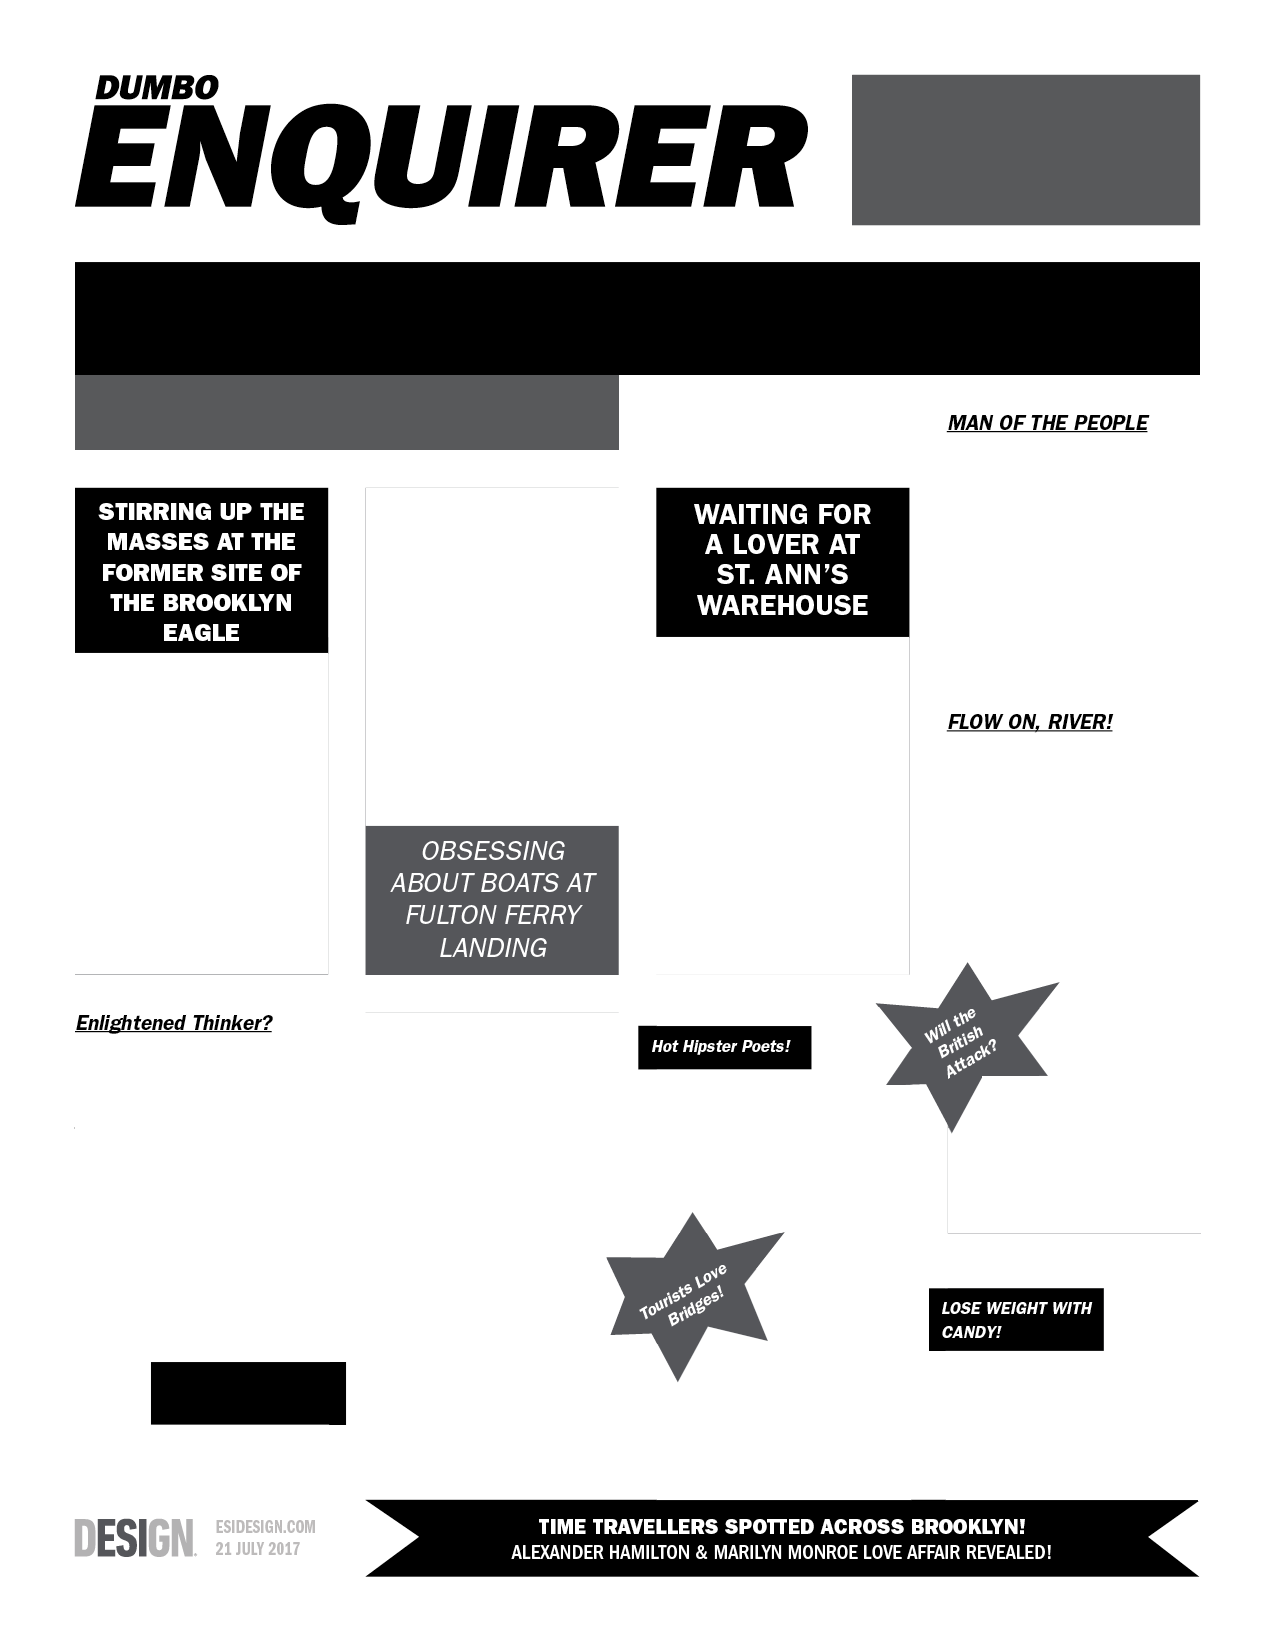 DUMBO
ENQUIRER
MAN OF THE PEOPLE
STIRRING UP THE
MASSES AT THE
FORMER SITE OF
THE BROOKLYN
EAGLE
WAITING FOR
A LOVER AT
ST. ANN’S
WAREHOUSE
FLOW ON, RIVER!
OBSESSING
ABOUT BOATS AT
FULTON FERRY
LANDING
Enlightened Thinker?
Hot Hipster Poets!
Will the
British
Attack?
Tourists Love
Bridges!
LOSE WEIGHT WITH
CANDY!
DESIGN.
ESIDESIGN.COM
21 JULY 2017
TIME TRAVELLERS SPOTTED ACROSS BROOKLYN!
ALEXANDER HAMILTON & MARILYN MONROE LOVE AFFAIR REVEALED!